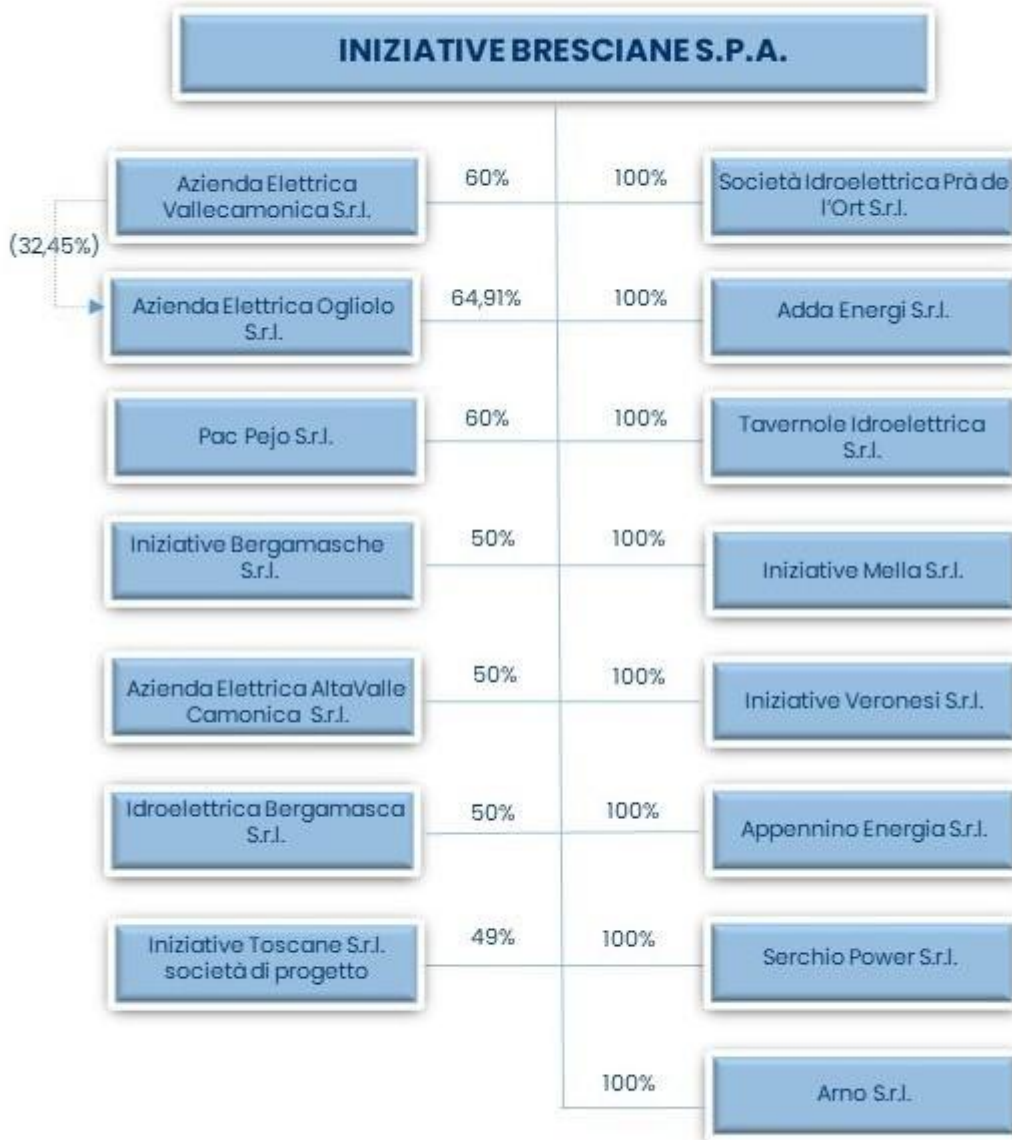 INIZIATIVE BRESCIANE S.P.A.
Azienda Elettrica
Vallecamonica S.r.l.
60%
100%
Società Idroelettrica Prà de
l'Ort S.r.l.
(32,45%)
Azienda Elettrica Ogliolo
S.r.l.
64,91%
100%
Adda Energi S.r.l.
Pac Pejo S.r.l.
60%
100%
Tavernole Idroelettrica
S.r.l.
Iniziative Bergamasche
S.r.l.
50%
100%
Iniziative Mella S.r.l.
Azienda Elettrica AltaValle
Camonica S.r.l.
50%
100%
Iniziative Veronesi S.r.l.
Idroelettrica Bergamasca
S.r.l.
50%
100%
Appennino Energia S.r.l.
Iniziative Toscane S.r.l.
società di progetto
49%
100%
Serchio Power S.r.l.
100%
Arno S.r.l.